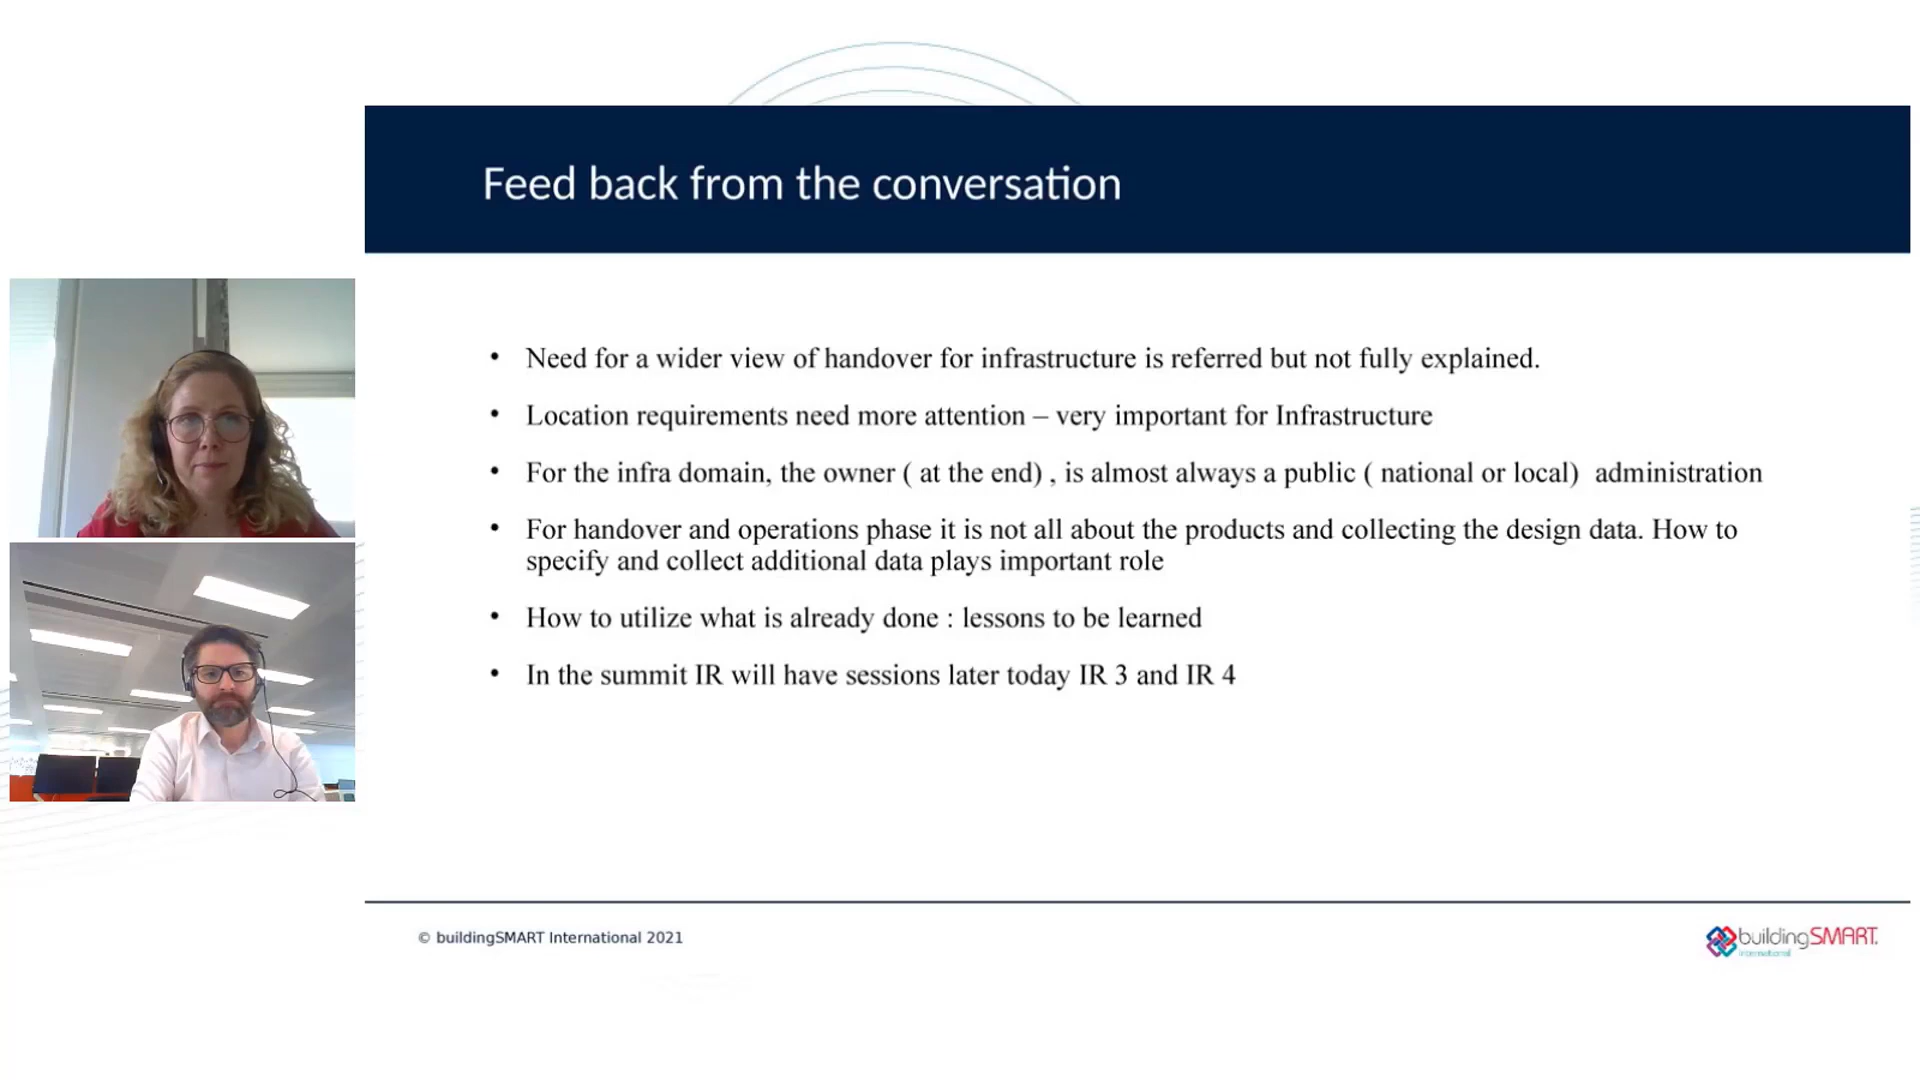 Feed back from the conversation
• Need for a wider view of handover for infrastructure is referred but not fully explained.
• Location requirements need more attention – very important for Infrastructure
• For the infra domain, the owner ( at the end) , is almost always a public ( national or local)  administration
• For handover and operations phase it is not all about the products and collecting the design data. How to
specify and collect additional data plays important role
• How to utilize what is already done : lessons to be learned
• In the summit IR will have sessions later today IR 3 and IR 4
© buildingSMART International 2021
buildingSMART.
International